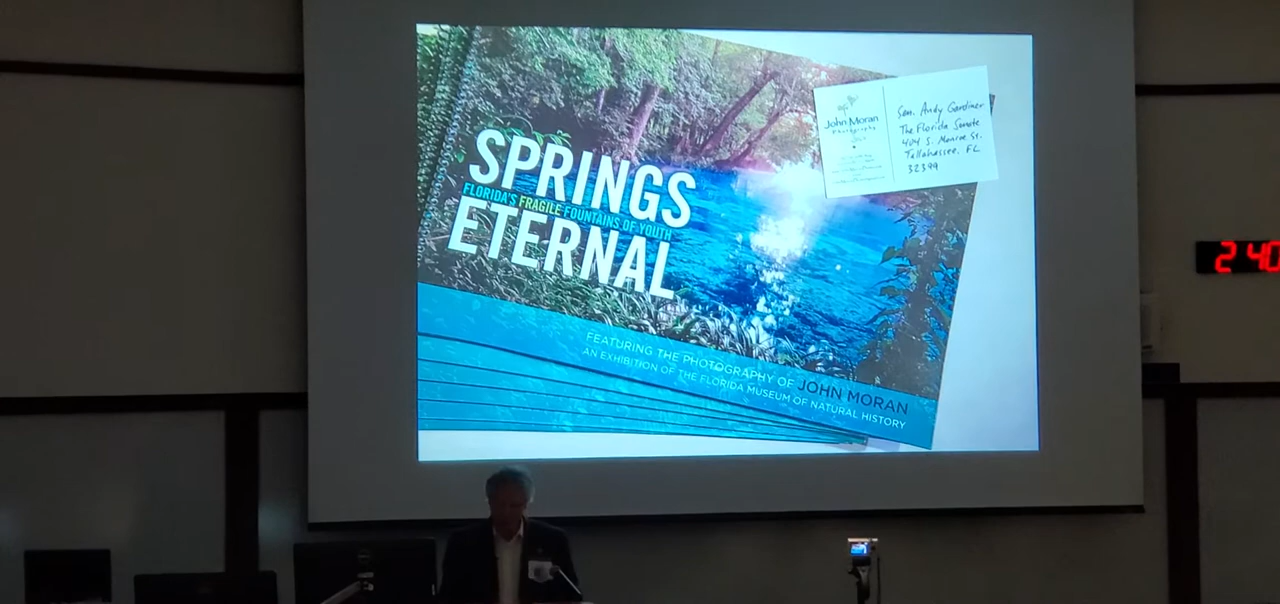 SPRINGS
FLORIDA'S FRAGILE FOUNTAINS OF YOUTH
ETERNAL
FEATURING THE PHOTOGRAPHY OF JOHN MORAN
AN EXHIBITION OF THE FLORIDA MUSEUM OF NATURAL HISTORY
John Moran
Photography
Sen. Andy Gardiner
The Florida Senate
404 S. Monroe St.
Tallahassee, FL
32399
2 40